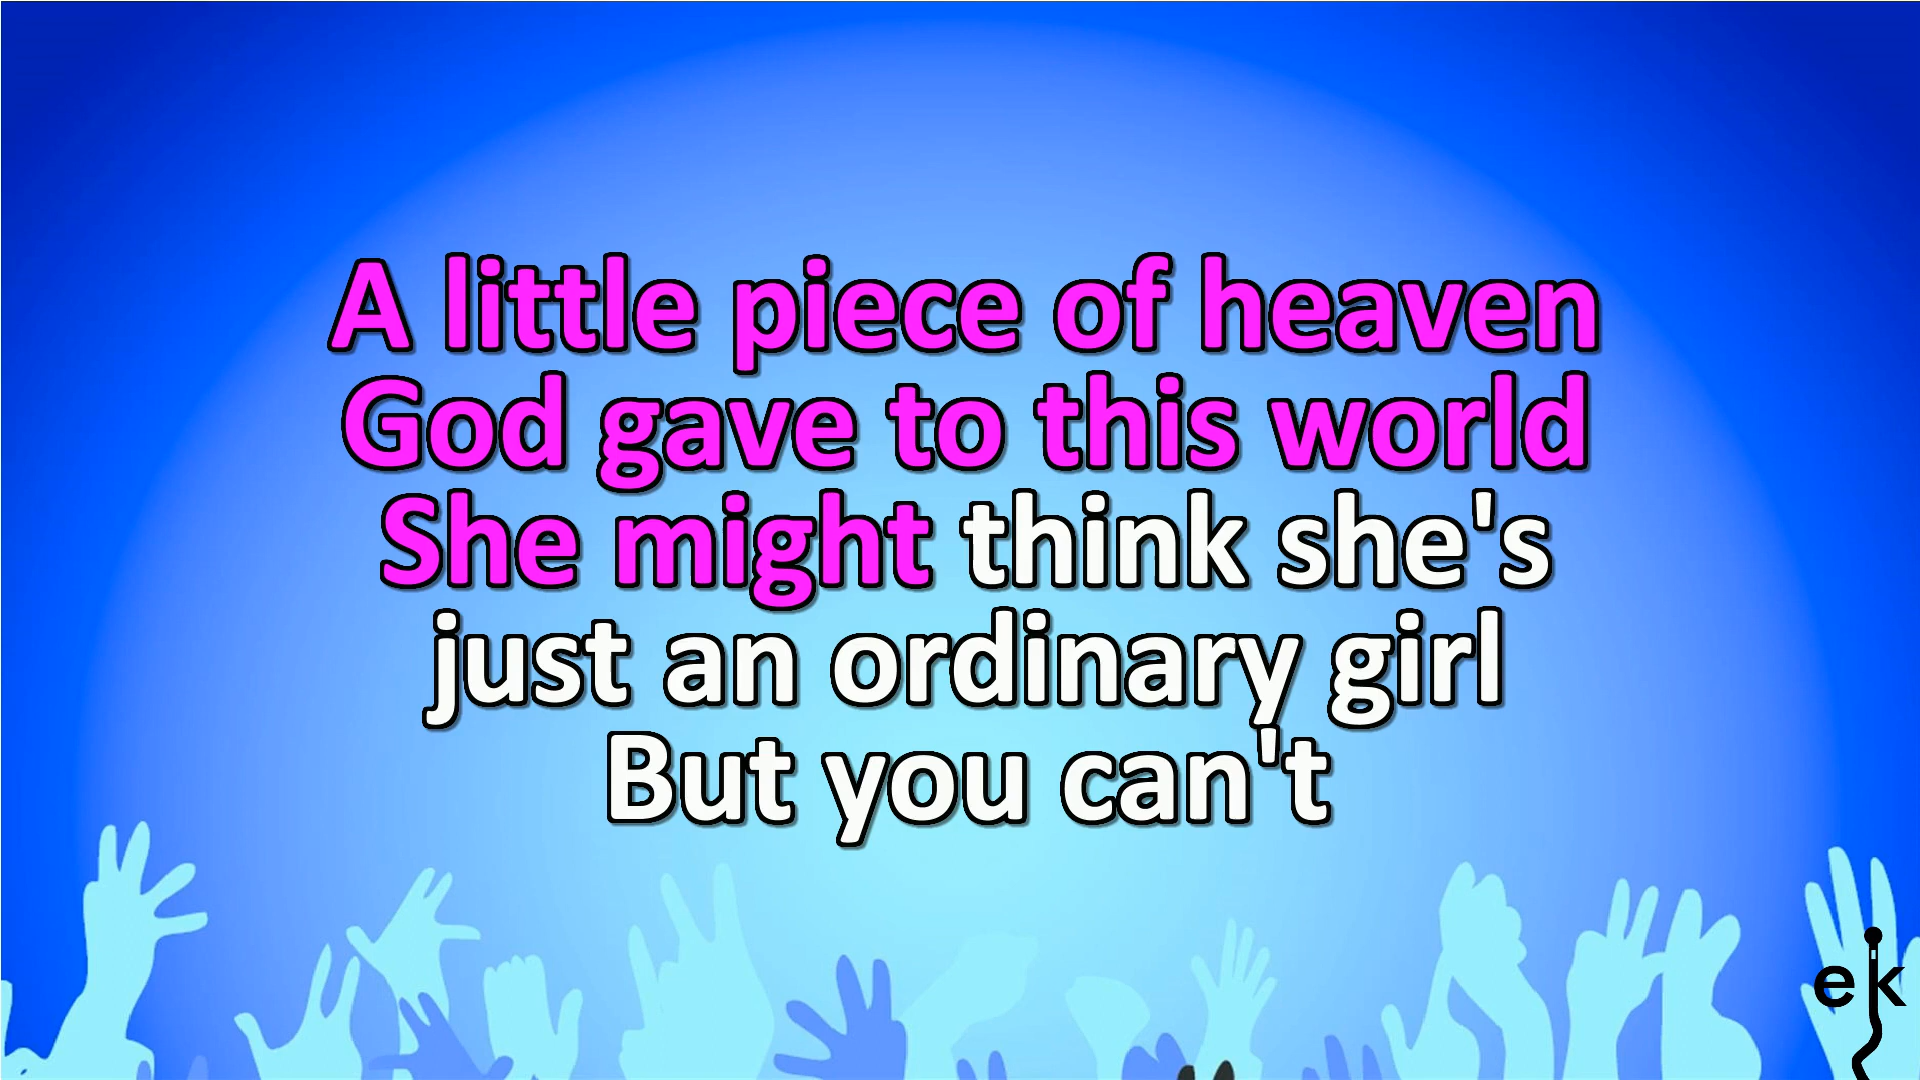 A little piece of heaven
God gave to this world
She might think she's
just an ordinary girl
But you can't
ek